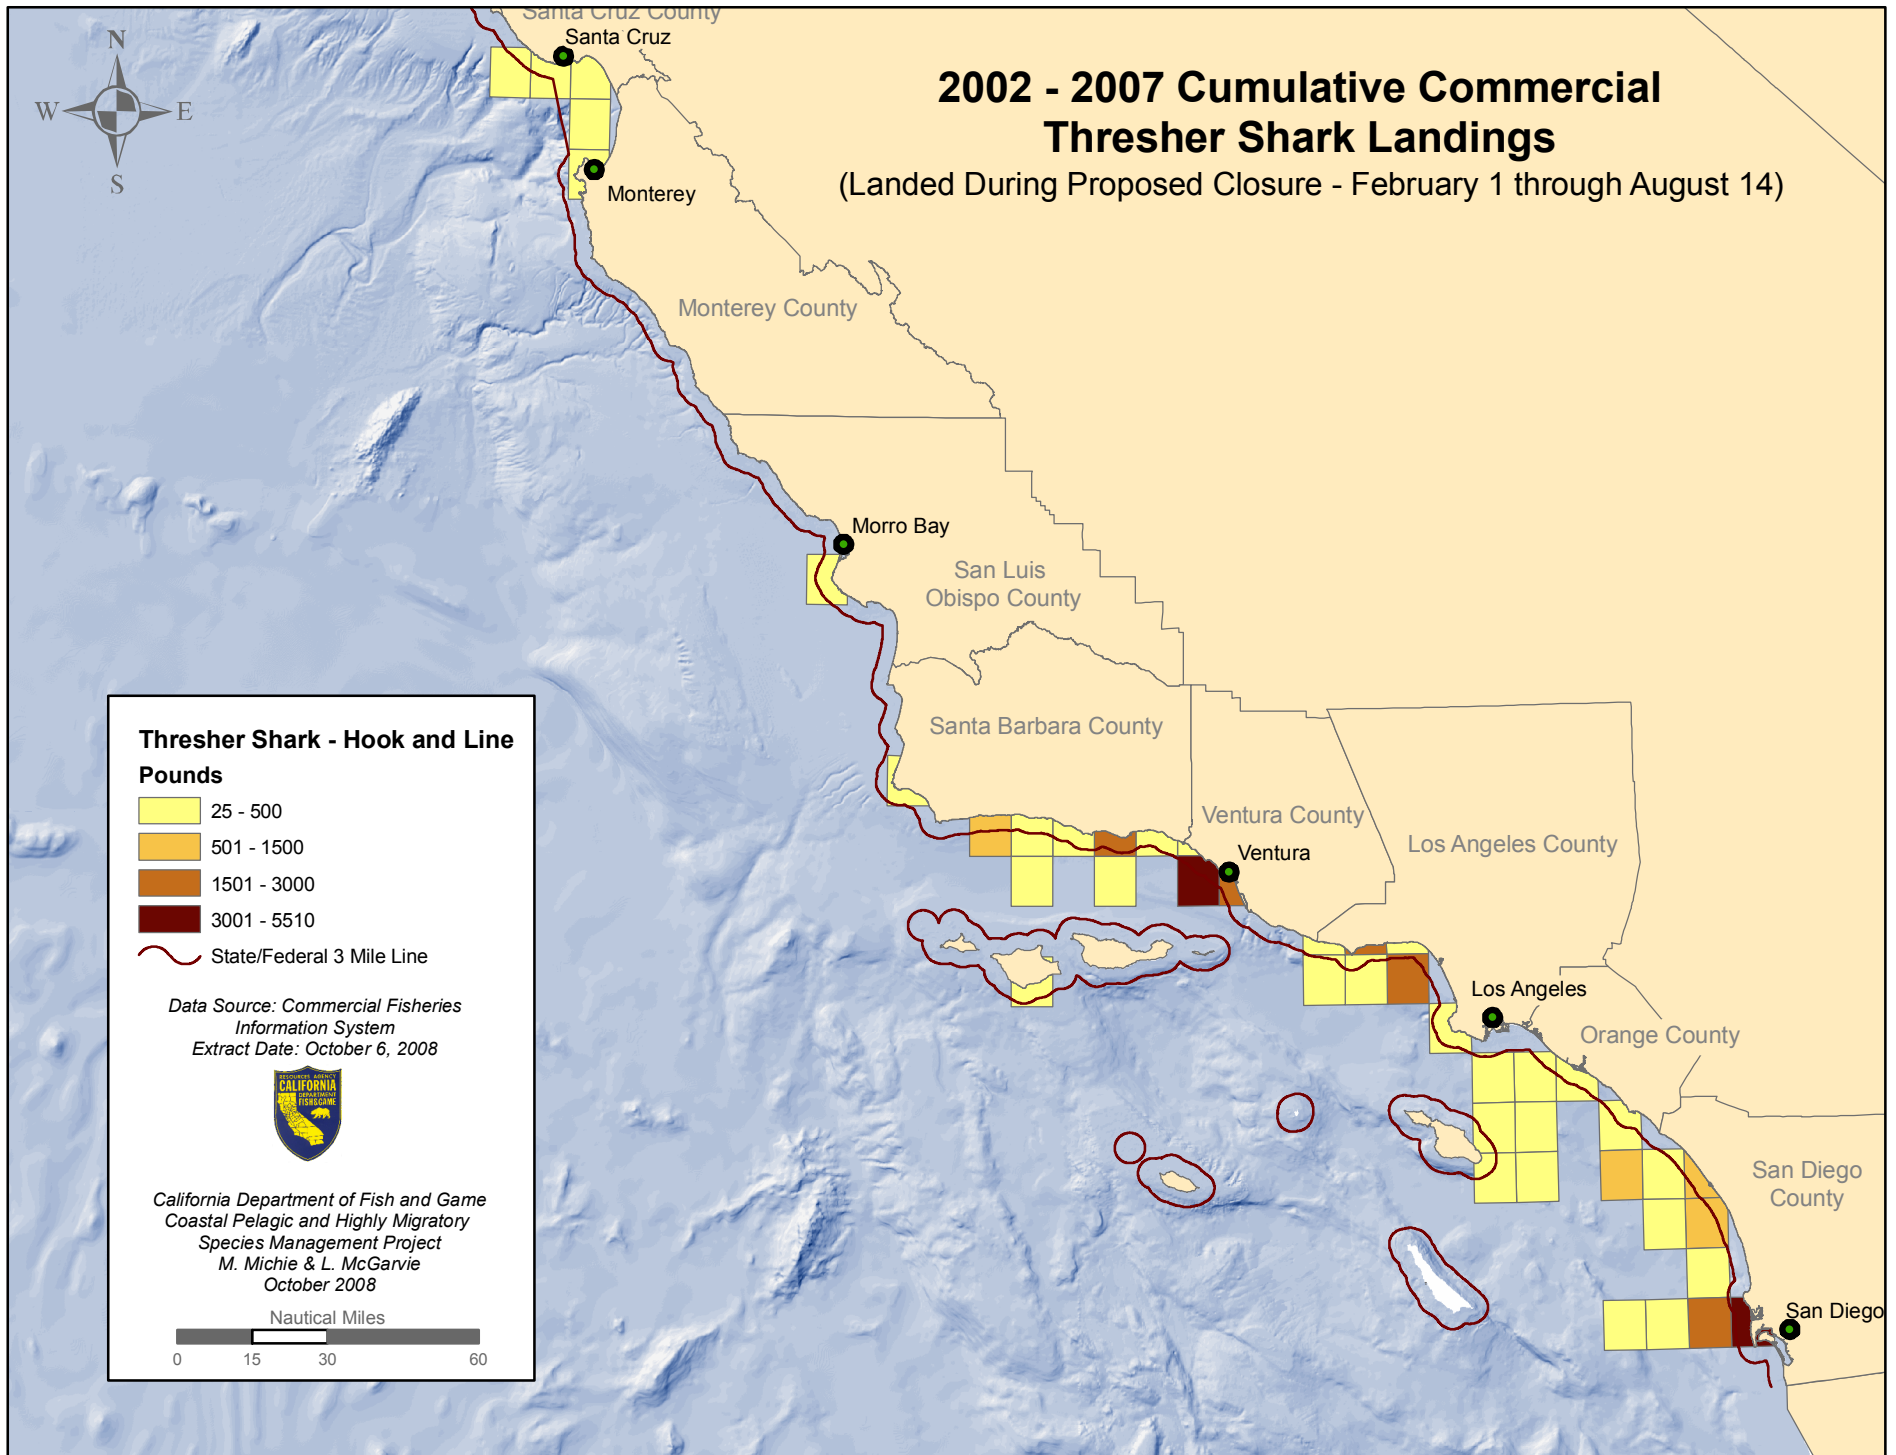 Santa Cruz County
Santa Cruz
N
W
E
S
2002 - 2007 Cumulative Commercial
Thresher Shark Landings
(Landed During Proposed Closure - February 1 through August 14)
Monterey
Monterey County
Morro Bay
San Luis
Obispo County
Santa Barbara County
Ventura County
Ventura
Los Angeles County
Los Angeles
Orange County
San Diego
County
San Diego
Thresher Shark - Hook and Line
Pounds
25 - 500
501 - 1500
1501 - 3000
3001 - 5510
State/Federal 3 Mile Line
Data Source: Commercial Fisheries
Information System
Extract Date: October 6, 2008
RESOURCES AGENCY
CALIFORNIA
DEPARTMENT
FISH&GAME
California Department of Fish and Game
Coastal Pelagic and Highly Migratory
Species Management Project
M. Michie & L. McGarvie
October 2008
Nautical Miles
0 15 30 60